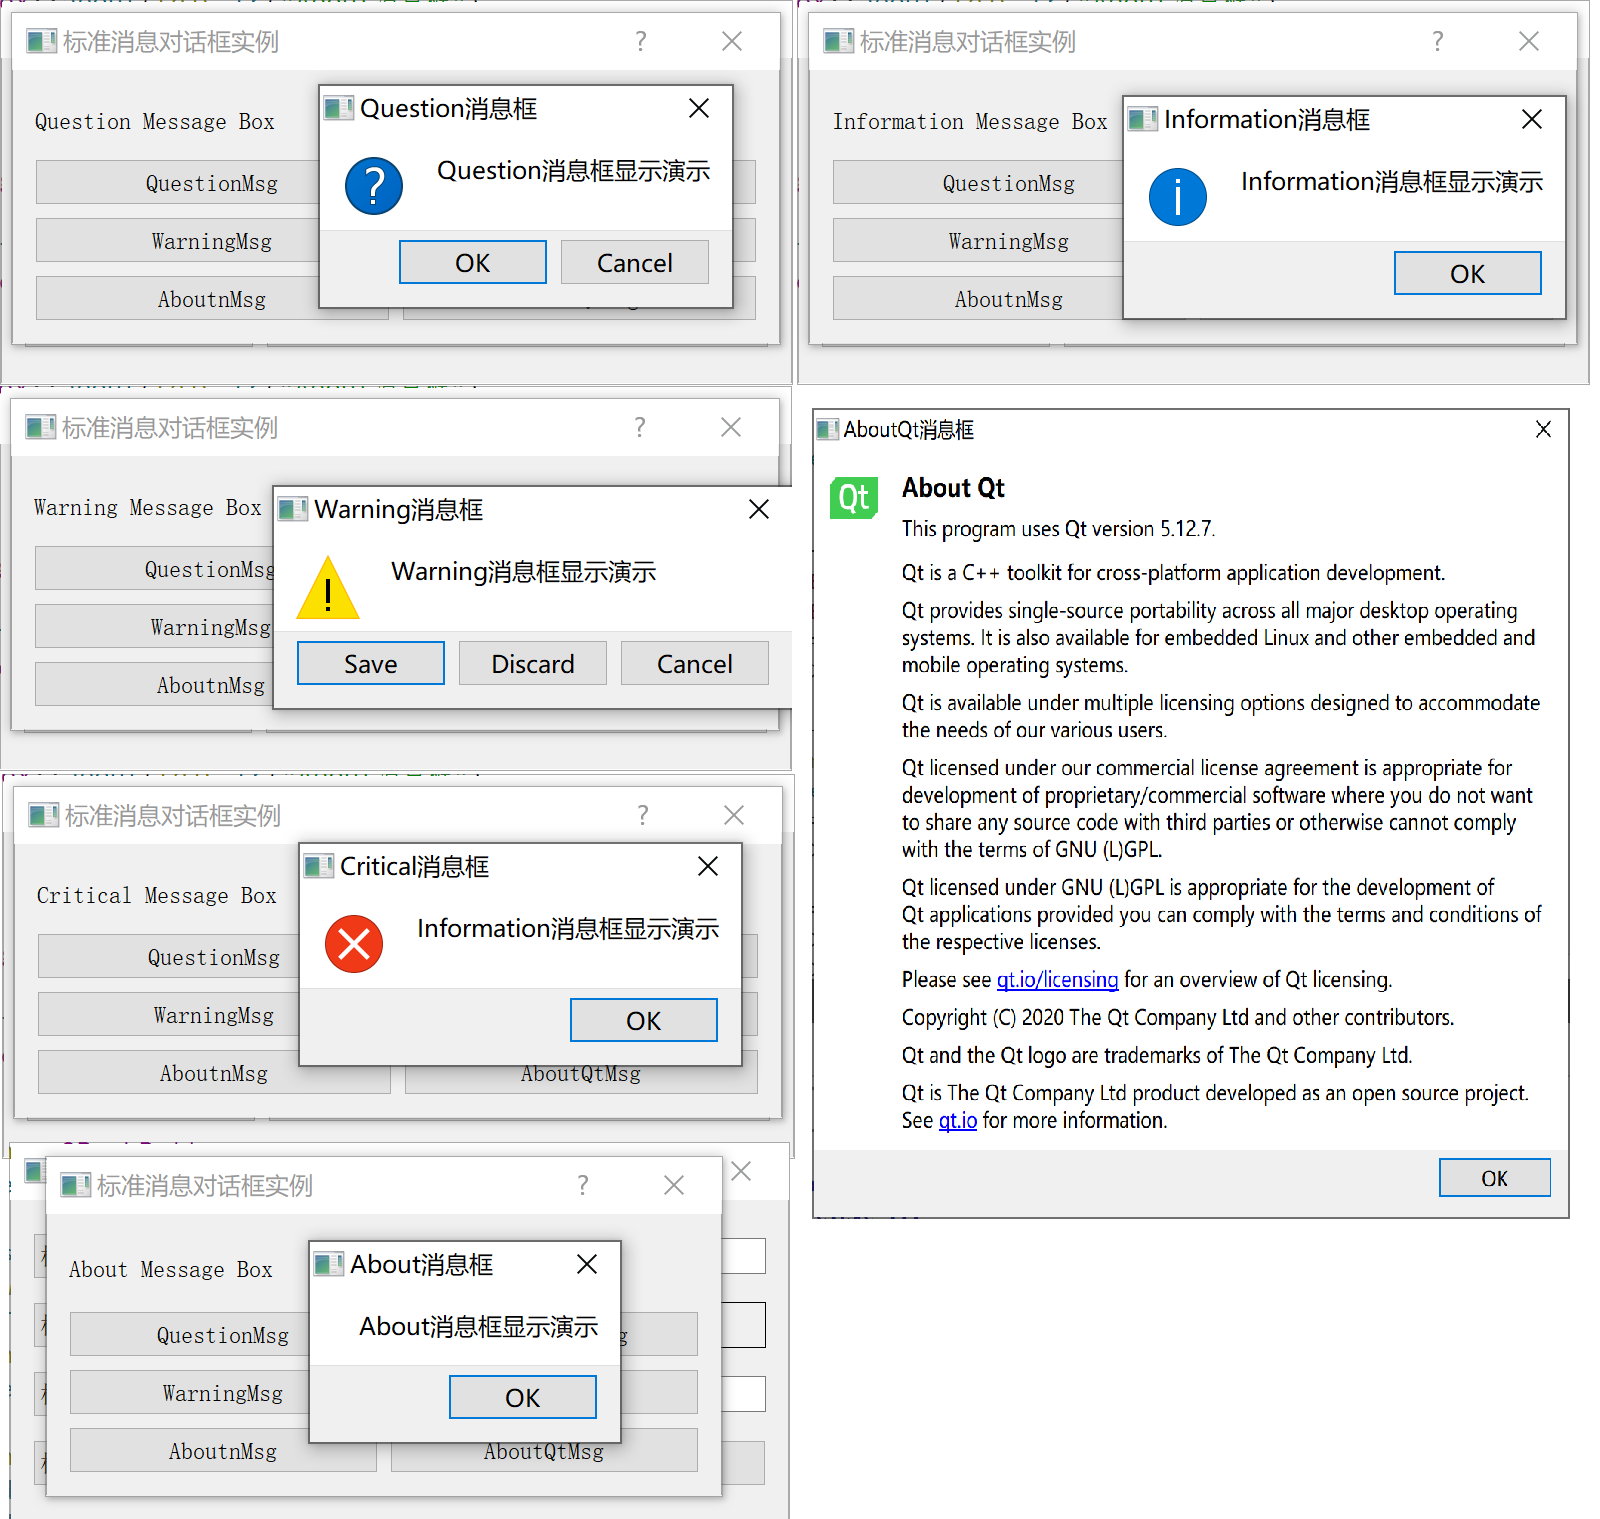 标准消息对话框实例
?
Question Message Box
QuestionMsg
WarningMsg
AboutnMsg
Question消息框
?
Question消息框显示演示
OK
Cancel
标准消息对话框实例
?
Information Message Box
QuestionMsg
WarningMsg
AboutnMsg
Information消息框
i
Information消息框显示演示
OK
标准消息对话框实例
?
Warning Message Box
QuestionMsg
WarningMsg
AboutnMsg
Warning消息框
!
Warning消息框显示演示
Save
Discard
Cancel
标准消息对话框实例
?
Critical Message Box
QuestionMsg
WarningMsg
AboutnMsg
AboutQtMsg
Critical消息框
Information消息框显示演示
OK
标准消息对话框实例
?
About Message Box
QuestionMsg
WarningMsg
AboutnMsg
AboutQtMsg
About消息框
About消息框显示演示
OK
AboutQt消息框
Qt
About Qt
This program uses Qt version 5.12.7.
Qt is a C++ toolkit for cross-platform application development.
Qt provides single-source portability across all major desktop operating
systems. It is also available for embedded Linux and other embedded and
mobile operating systems.
Qt is available under multiple licensing options designed to accommodate
the needs of our various users.
Qt licensed under our commercial license agreement is appropriate for
development of proprietary/commercial software where you do not want
to share any source code with third parties or otherwise cannot comply
with the terms of GNU (L)GPL.
Qt licensed under GNU (L)GPL is appropriate for the development of
Qt applications provided you can comply with the terms and conditions of
the respective licenses.
Please see qt.io/licensing for an overview of Qt licensing.
Copyright (C) 2020 The Qt Company Ltd and other contributors.
Qt and the Qt logo are trademarks of The Qt Company Ltd.
Qt is The Qt Company Ltd product developed as an open source project.
See qt.io for more information.
OK